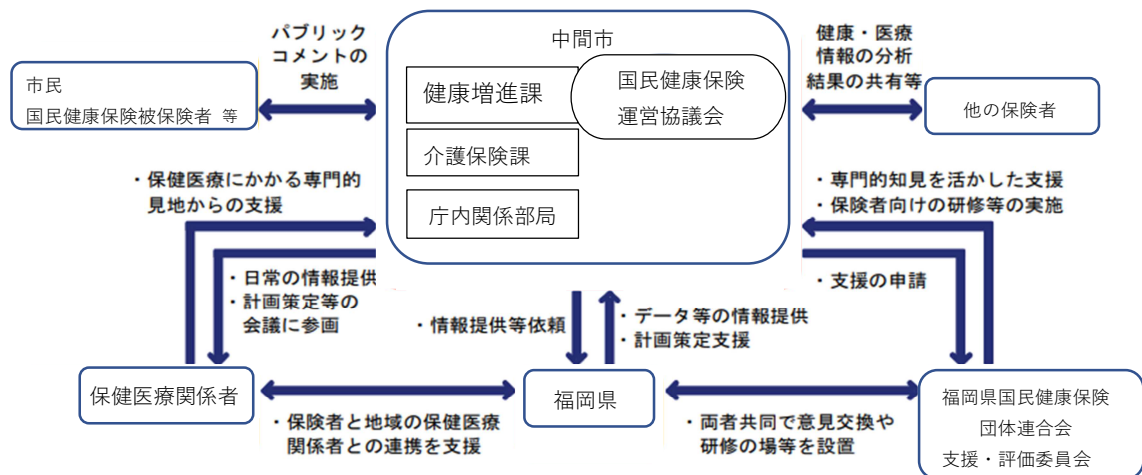 パブリック
コメントの
実施
中間市
健康・医療
情報の分析
結果の共有等
市民
国民健康保険被保険者 等
健康増進課
国民健康保険
運営協議会
他の保険者
介護保険課
庁内関係部局
・保健医療にかかる専門的
見地からの支援
・専門的知見を活かした支援
・保険者向けの研修等の実施
・日常の情報提供
・計画策定等の
会議に参画
・情報提供等依頼
・データ等の情報提供
・計画策定支援
・支援の申請
保健医療関係者
福岡県
福岡県国民健康保険
団体連合会
支援・評価委員会
・保険者と地域の保健医療
関係者との連携を支援
・両者共同で意見交換や
研修の場等を設置